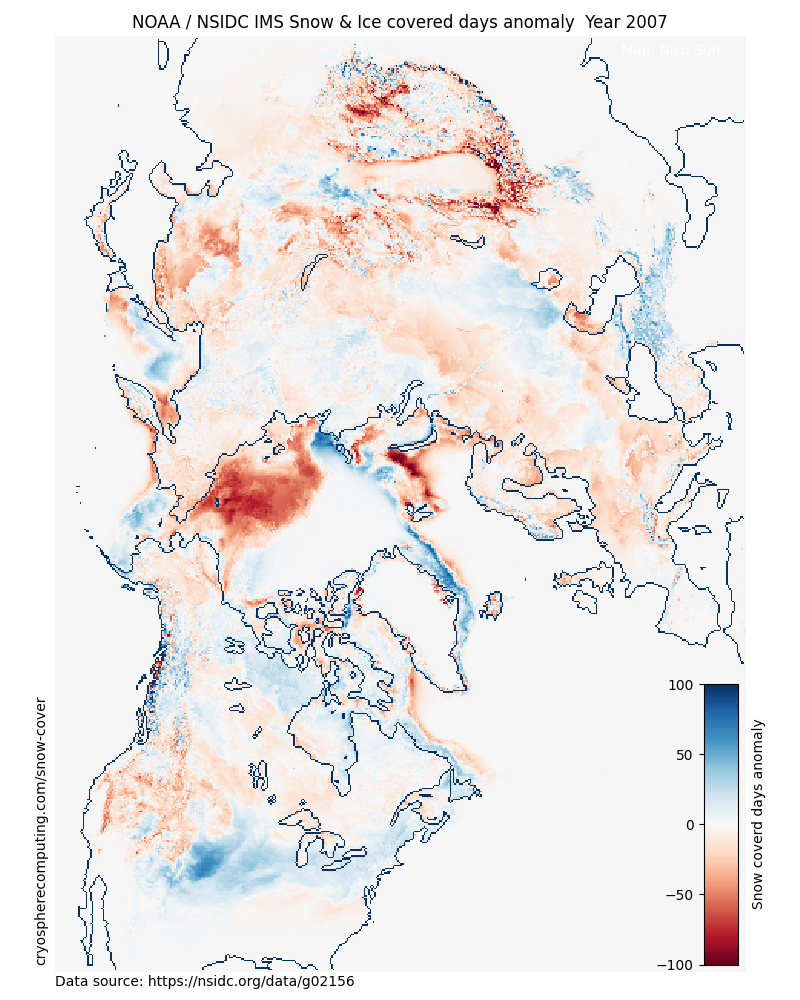 NOAA / NSIDC IMS Snow & Ice covered days anomaly  Year 2007
Map: Nico Sun
cryospherecomputing.com/snow-cover
100
50
0
−50
−100
Snow coverd days anomaly
Data source: https://nsidc.org/data/g02156